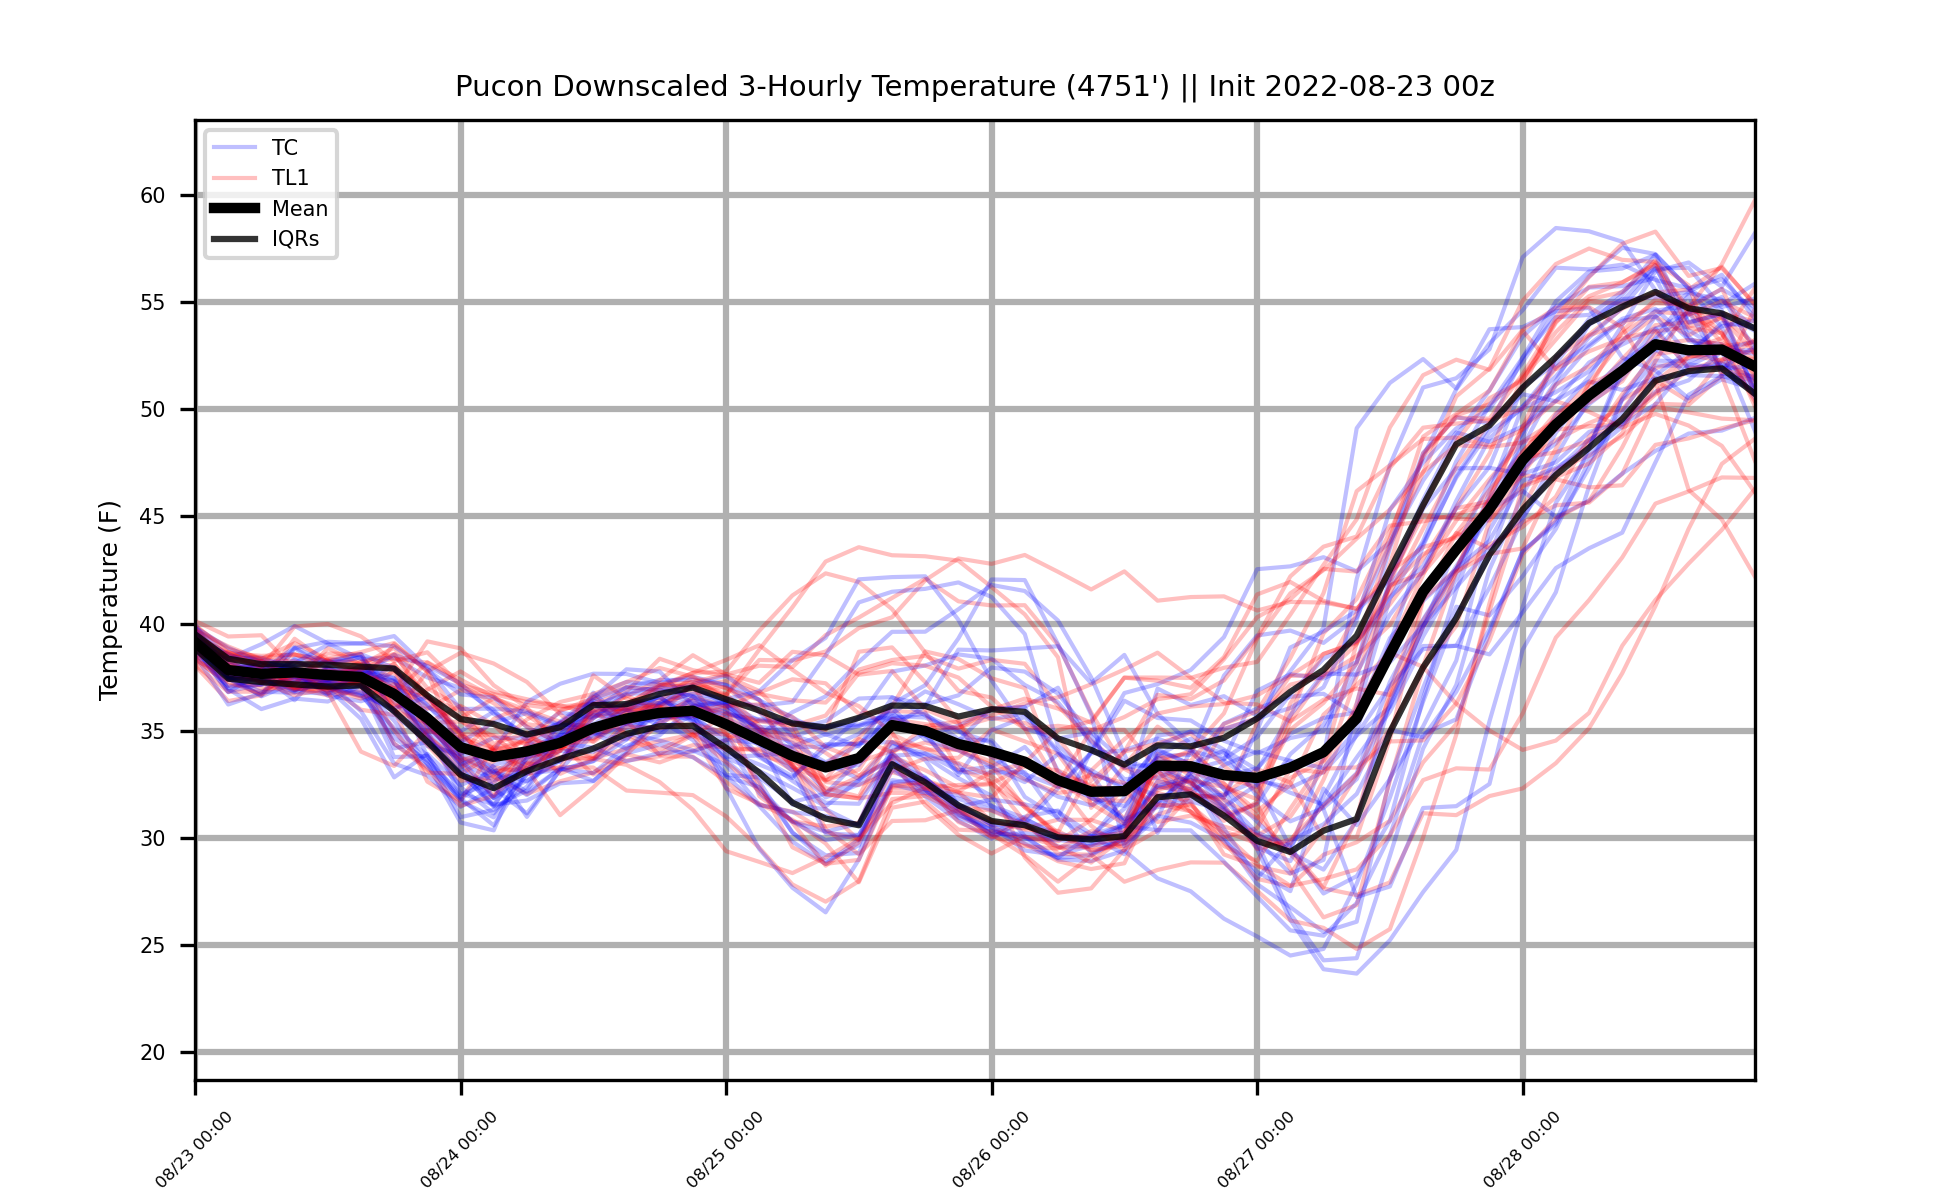 Pucon Downscaled 3-Hourly Temperature (4751') || Init 2022-08-23 00z
TC
TL1
Mean
IQRs
Temperature (F)
60
55
50
45
40
35
30
25
20
08/23 00:00
08/24 00:00
08/25 00:00
08/26 00:00
08/27 00:00
08/28 00:00